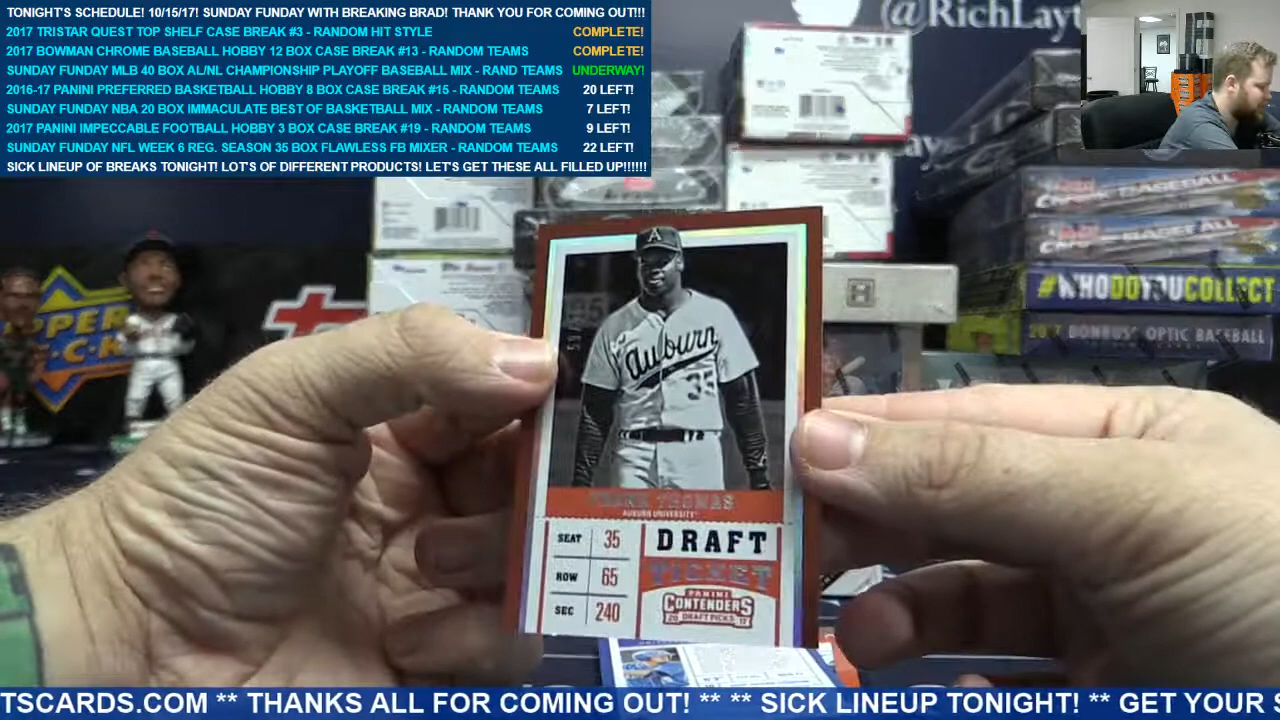 TONIGHT'S SCHEDULE! 10/15/17! SUNDAY FUNDAY WITH BREAKING BRAD! THANK YOU FOR COMING OUT!!!
2017 TRISTAR QUEST TOP SHELF CASE BREAK #3 - RANDOM HIT STYLE COMPLETE!
2017 BOWMAN CHROME BASEBALL HOBBY 12 BOX CASE BREAK #13 - RANDOM TEAMS COMPLETE!
SUNDAY FUNDAY MLB 40 BOX AL/NL CHAMPIONSHIP PLAYOFF BASEBALL MIX - RAND TEAMS UNDERWAY!
2016-17 PANINI PREFERRED BASKETBALL HOBBY 8 BOX CASE BREAK #15 - RANDOM TEAMS 20 LEFT!
SUNDAY FUNDAY NBA 20 BOX IMMACULATE BEST OF BASKETBALL MIX - RANDOM TEAMS 7 LEFT!
2017 PANINI IMPECCABLE FOOTBALL HOBBY 3 BOX CASE BREAK #19 - RANDOM TEAMS 9 LEFT!
SUNDAY FUNDAY NFL WEEK 6 REG. SEASON 35 BOX FLAWLESS FB MIXER - RANDOM TEAMS 22 LEFT!
SICK LINEUP OF BREAKS TONIGHT! LOT'S OF DIFFERENT PRODUCTS! LET'S GET THESE ALL FILLED UP!!!!!!
@RichLayt
BASEBALL
#WHODOYOUCOLLECT
2017 DONRUSS OPTIC BASEBALL
A
Auburn
35
FRANK THOMAS
AUBURN UNIVERSITY
SEAT 35
ROW 65
SEC 240
DRAFT
TICKET
PANINI
CONTENDERS
20 DRAFT PICKS 17
TSCARDS.COM ** THANKS ALL FOR COMING OUT! ** ** SICK LINEUP TONIGHT! ** GET YOUR S